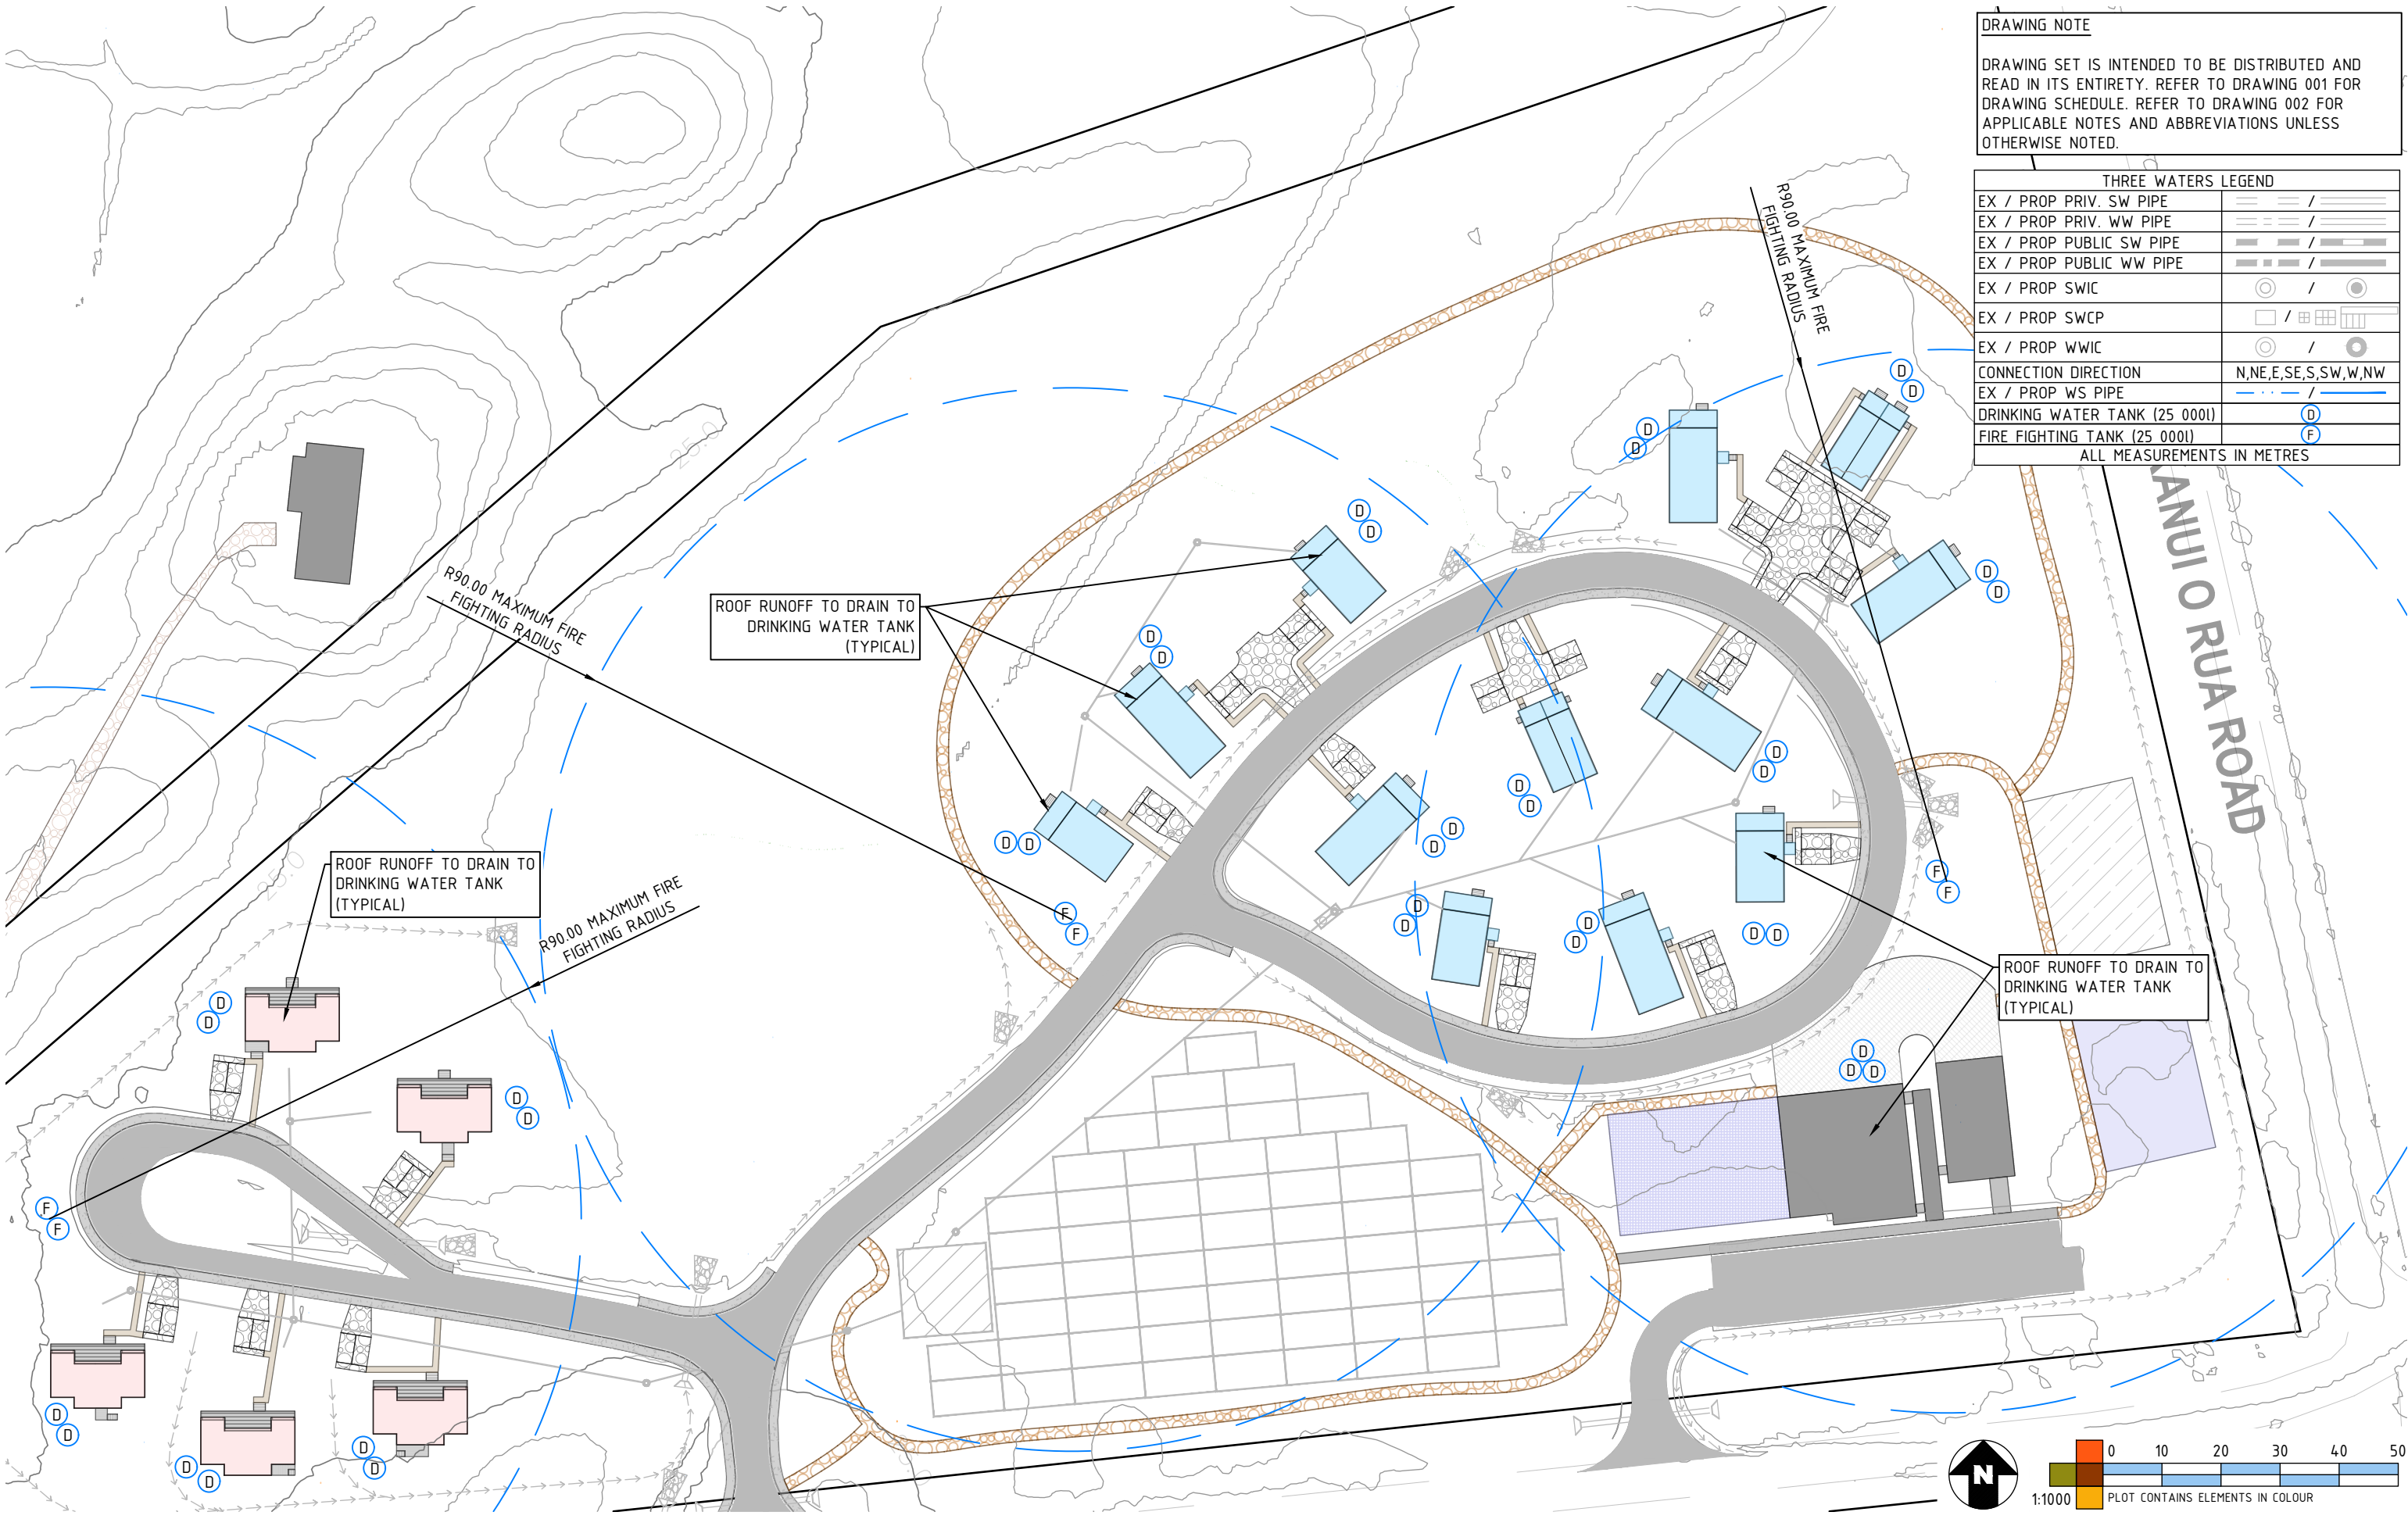 DRAWING NOTE
DRAWING SET IS INTENDED TO BE DISTRIBUTED AND
READ IN ITS ENTIRETY. REFER TO DRAWING 001 FOR
DRAWING SCHEDULE. REFER TO DRAWING 002 FOR
APPLICABLE NOTES AND ABBREVIATIONS UNLESS
OTHERWISE NOTED.
THREE WATERS LEGEND
EX / PROP PRIV. SW PIPE /
EX / PROP PRIV. WW PIPE /
EX / PROP PUBLIC SW PIPE /
EX / PROP PUBLIC WW PIPE /
EX / PROP SWIC /
EX / PROP SWCP /
EX / PROP WWIC /
CONNECTION DIRECTION N,NE,E,SE,S,SW,W,NW
EX / PROP WS PIPE /
DRINKING WATER TANK (25 000l) D
FIRE FIGHTING TANK (25 000l) F
ALL MEASUREMENTS IN METRES
R90.00 MAXIMUM FIRE
FIGHTING RADIUS
D
D
D
D
25.0
D
D
ANUI O RUA ROAD
D
D
R90.00 MAXIMUM FIRE
FIGHTING RADIUS
ROOF RUNOFF TO DRAIN TO
DRINKING WATER TANK
(TYPICAL)
D
D
D
D
D
D
D
D
D D
ROOF RUNOFF TO DRAIN TO
DRINKING WATER TANK
(TYPICAL)
R90.00 MAXIMUM FIRE
FIGHTING RADIUS
F
F
F
F
D
D
D
D
D D
ROOF RUNOFF TO DRAIN TO
DRINKING WATER TANK
(TYPICAL)
D
D
D
D D
D
D
F
F
D
D
D
D
D
D
N
0 10 20 30 40 50
1:1000
PLOT CONTAINS ELEMENTS IN COLOUR